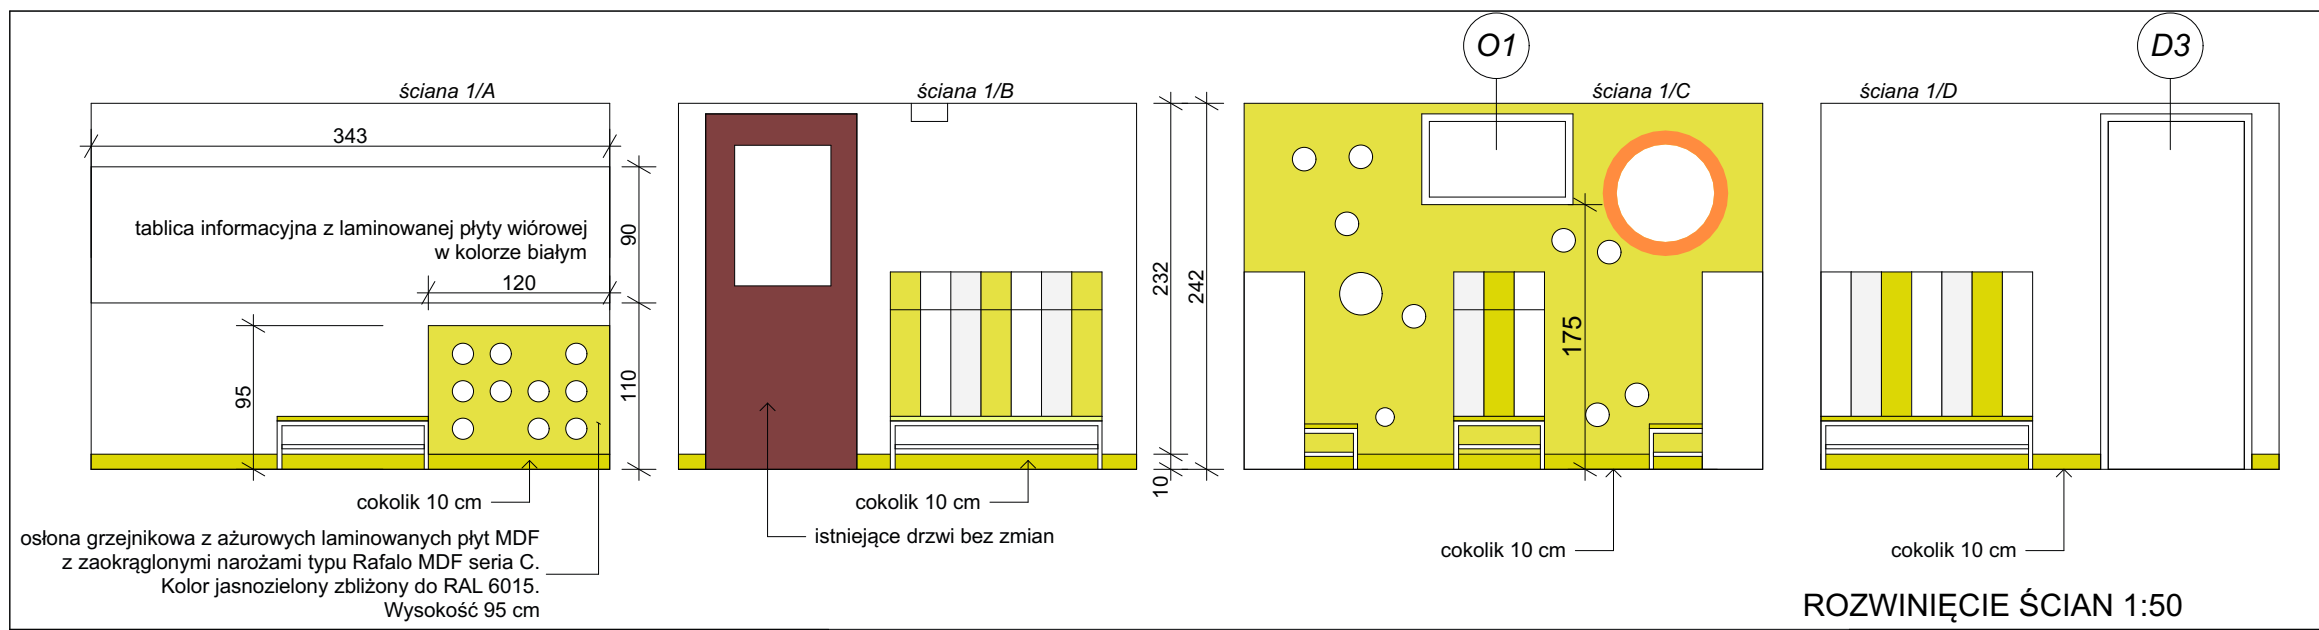 O1
D3
ściana 1/A
ściana 1/B
ściana 1/C
ściana 1/D
343
tablica informacyjna z laminowanej płyty wiórowej
w kolorze białym
120
90
95
110
232
242
10
175
cokolik 10 cm
cokolik 10 cm
istniejące drzwi bez zmian
cokolik 10 cm
cokolik 10 cm
osłona grzejnikowa z ażurowych laminowanych płyt MDF
z zaokrąglonymi narożami typu Rafalo MDF seria C.
Kolor jasnozielony zbliżony do RAL 6015.
Wysokość 95 cm
ROZWINIĘCIE ŚCIAN 1:50